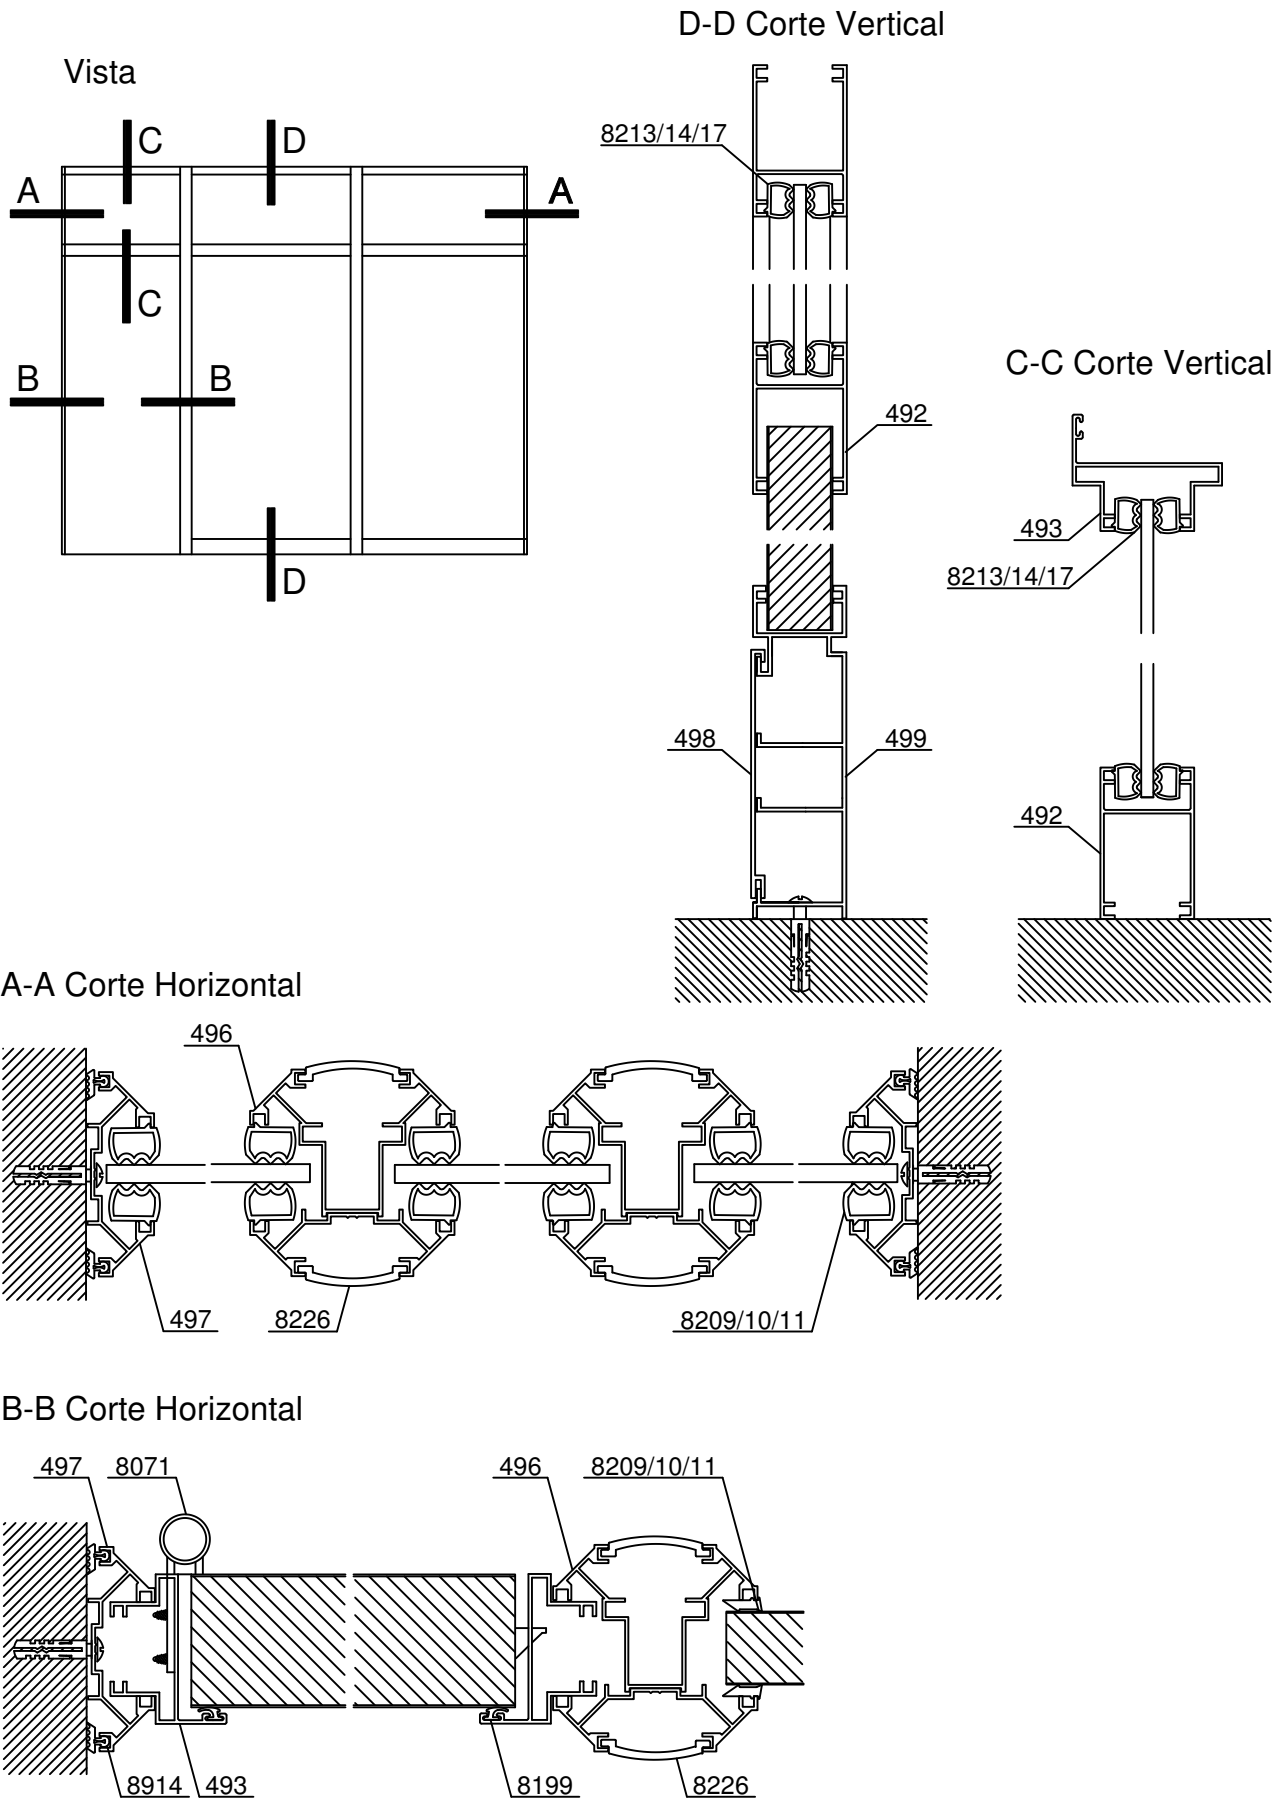 D-D Corte Vertical
Vista
C
D
8213/14/17
A
A
C
C-C Corte Vertical
B
B
492
493
8213/14/17
D
498
499
492
A-A Corte Horizontal
496
497
8226
8209/10/11
B-B Corte Horizontal
497
8071
496
8209/10/11
8914
493
8199
8226